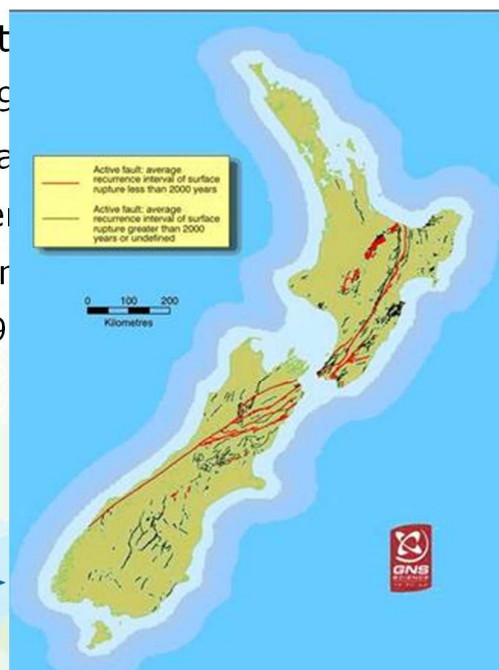 Active fault: average
recurrence interval of surface
rupture less than 2000 years
Active fault: average
recurrence interval of surface
rupture greater than 2000
years or undefined
0 100 200
Kilometres
GNS
SCIENCE